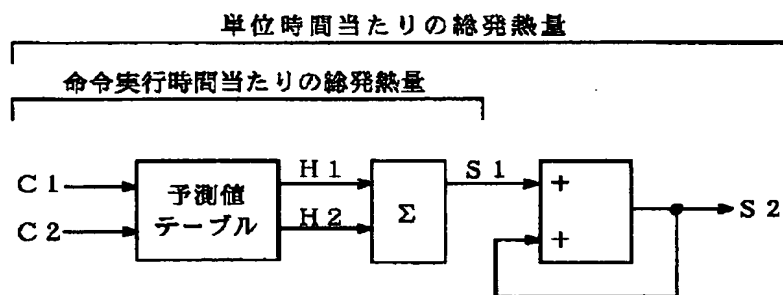 単位時間当たりの総発熱量
命令実行時間当たりの総発熱量
C1
C2
予測値
テーブル
H1
H2
Σ
S1
+
+
S2